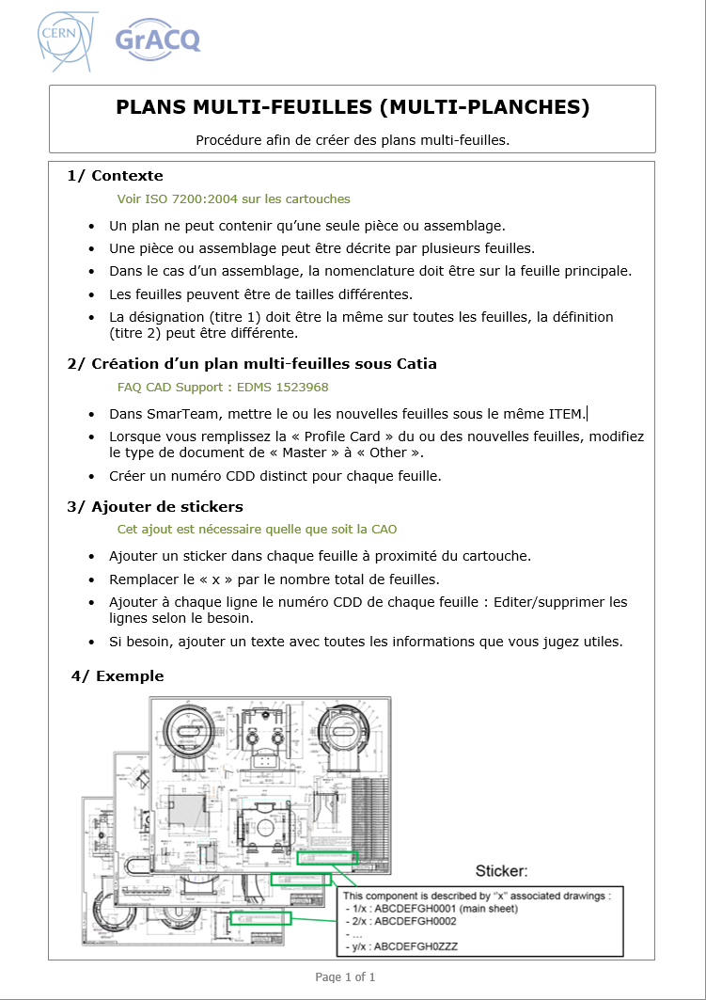 CERN
GrACQ
PLANS MULTI-FEUILLES (MULTI-PLANCHES)
Procédure afin de créer des plans multi-feuilles.
1/ Contexte
Voir ISO 7200:2004 sur les cartouches
• Un plan ne peut contenir qu’une seule pièce ou assemblage.
• Une pièce ou assemblage peut être décrite par plusieurs feuilles.
• Dans le cas d’un assemblage, la nomenclature doit être sur la feuille principale.
• Les feuilles peuvent être de tailles différentes.
• La désignation (titre 1) doit être la même sur toutes les feuilles, la définition
(titre 2) peut être différente.
2/ Création d’un plan multi-feuilles sous Catia
FAQ CAD Support : EDMS 1523968
• Dans SmarTeam, mettre le ou les nouvelles feuilles sous le même ITEM.
• Lorsque vous remplissez la « Profile Card » du ou des nouvelles feuilles, modifiez
le type de document de « Master » à « Other ».
• Créer un numéro CDD distinct pour chaque feuille.
3/ Ajouter de stickers
Cet ajout est nécessaire quelle que soit la CAO
• Ajouter un sticker dans chaque feuille à proximité du cartouche.
• Remplacer le « x » par le nombre total de feuilles.
• Ajouter à chaque ligne le numéro CDD de chaque feuille : Editer/supprimer les
lignes selon le besoin.
• Si besoin, ajouter un texte avec toutes les informations que vous jugez utiles.
4/ Exemple
Sticker:
This component is described by ‘‘x’’ associated drawings :
- 1/x : ABCDEFGH0001 (main sheet)
- 2/x : ABCDEFGH0002
- ...
- y/x : ABCDEFGH0ZZZ
Page 1 of 1